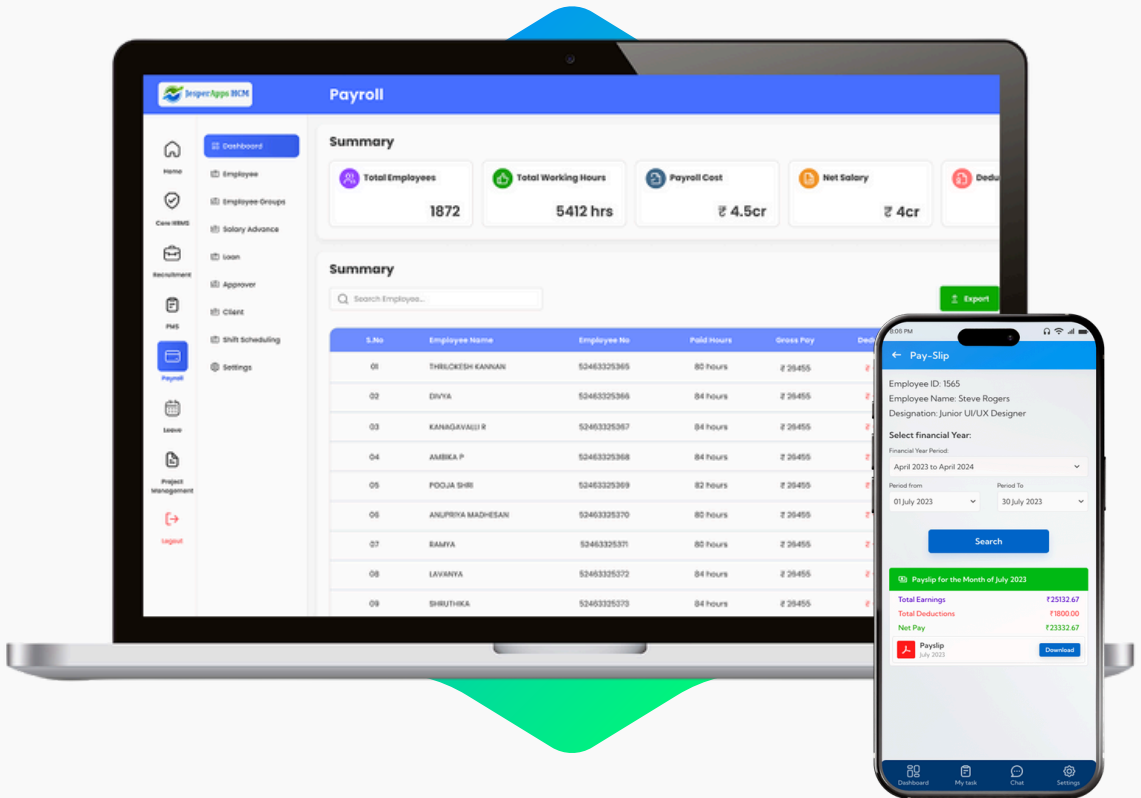 JesperApps HCM
Payroll
Home
Core HRMS
Recruitment
PMS
Payroll
Leave
Project
Management
Logout
Dashboard
Employee
Employee Groups
Salary Advance
Loan
Approver
Client
Shift Scheduling
Settings
Summary
Total Employees
1872
Total Working Hours
5412 hrs
Payroll Cost
₹ 4.5cr
Net Salary
₹ 4cr
Dedu
Summary
Search Employee...
Export
S.No Employee Name Employee No Paid Hours Gross Pay Ded
01 THRILOKESH KANNAN 52463325365 80 hours ₹ 26455 ₹
02 DIVYA 52463325366 84 hours ₹ 26455 ₹
03 KANAGAVALLI R 52463325367 84 hours ₹ 26455 ₹
04 AMBIKA P 52463325368 84 hours ₹ 26455 ₹
05 POOJA SHRI 52463325369 82 hours ₹ 26455 ₹
06 ANUPRIYA MADHESAN 52463325370 80 hours ₹ 26455 ₹
07 RAMYA 52463325371 80 hours ₹ 26455 ₹
08 LAVANYA 52463325372 84 hours ₹ 26455 ₹
09 SHRUTHIKA 52463325373 84 hours ₹ 26455 ₹
8:05 PM
Pay-Slip
Employee ID: 1565
Employee Name: Steve Rogers
Designation: Junior UI/UX Designer
Select financial Year:
Financial Year Period:
April 2023 to April 2024
Period from Period To
01 July 2023 30 July 2023
Search
Payslip for the Month of July 2023
Total Earnings ₹25132.67
Total Deductions ₹1800.00
Net Pay ₹23332.67
Payslip
July 2023
Download
Dashboard My task Chat Settings